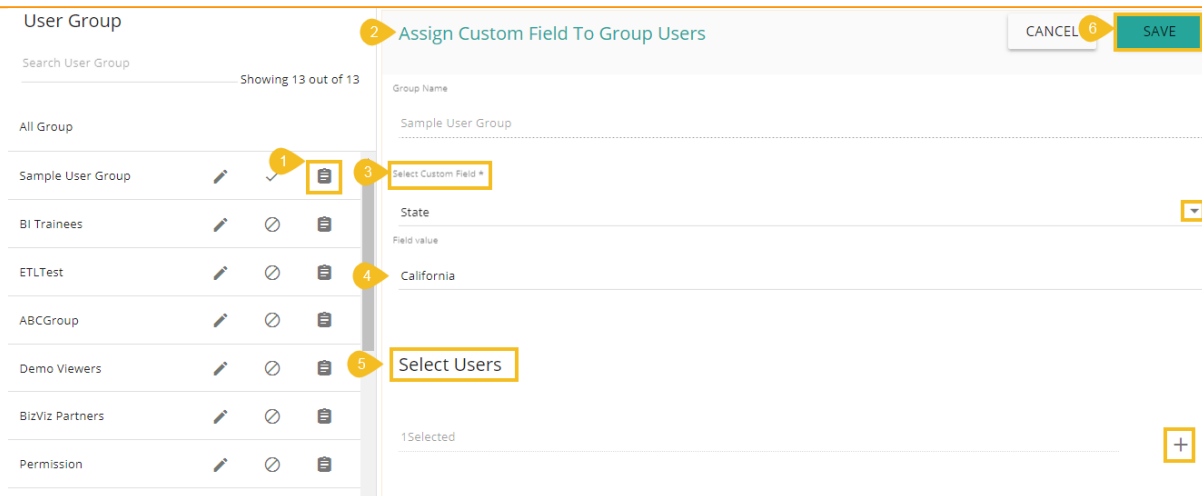 User Group
Search User Group
Showing 13 out of 13
All Group
1
Sample User Group
BI Trainees
ETLTest
ABCGroup
Demo Viewers
BizViz Partners
Permission
2 Assign Custom Field To Group Users
CANCEL
6 SAVE
Group Name
Sample User Group
3 Select Custom Field *
State
Field value
4 California
5 Select Users
1Selected